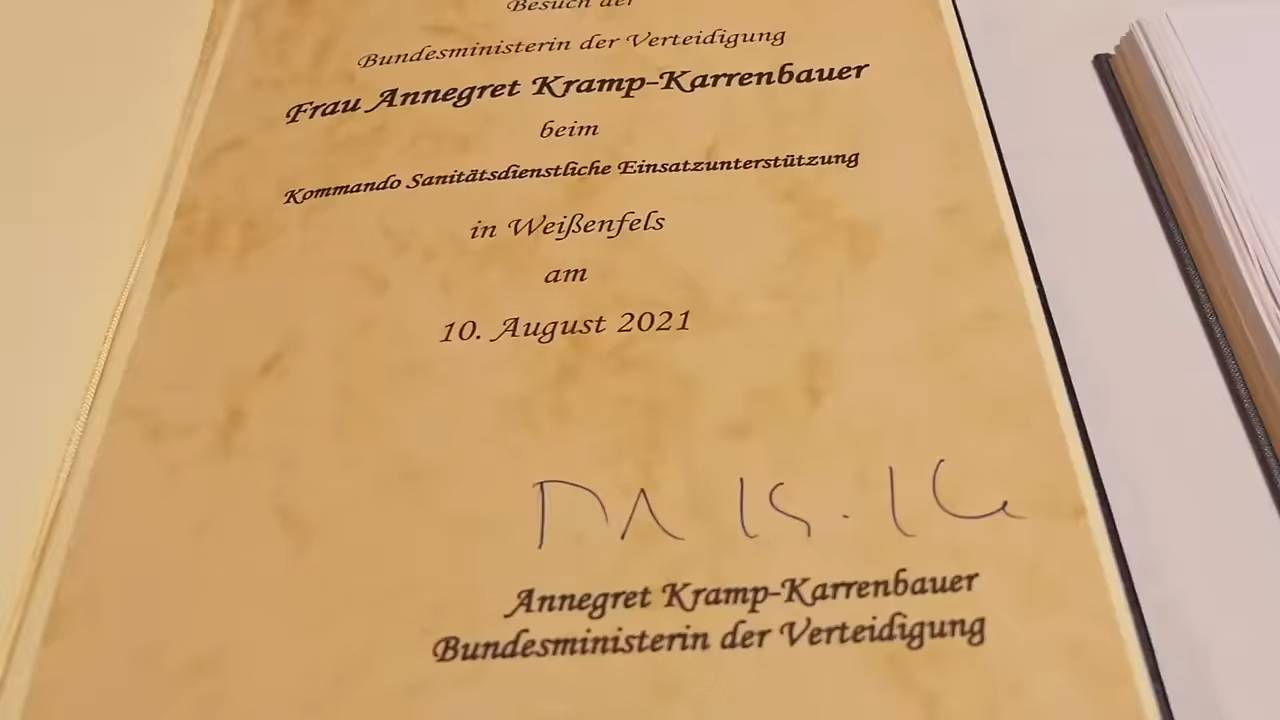 Besuch der
Bundesministerin der Verteidigung
Frau Annegret Kramp-Karrenbauer
beim
Kommando Sanitätsdienstliche Einsatzunterstützung
in Weißenfels
am
10. August 2021
Annegret Kramp-Karrenbauer
Bundesministerin der Verteidigung